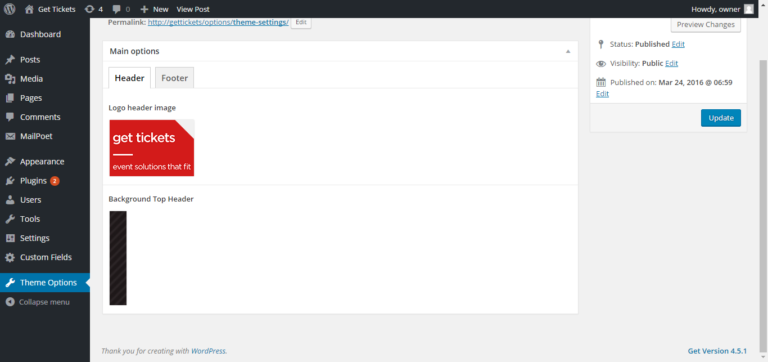 Get Tickets 4 0 New View Post Howdy, owner
Dashboard
Posts
Media
Pages
Comments
MailPoet
Appearance
Plugins 2
Users
Tools
Settings
Custom Fields
Theme Options
Collapse menu
Permalink: http://gettickets/options/theme-settings/ Edit
Main options
Header Footer
Logo header image
get tickets
event solutions that fit
Background Top Header
Preview Changes
Status: Published Edit
Visibility: Public Edit
Published on: Mar 24, 2016 @ 06:59
Edit
Update
Thank you for creating with WordPress.
Get Version 4.5.1